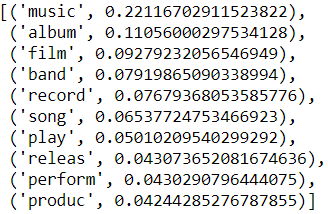 [('music', 0.22116702911523822),
('album', 0.11056000297534128),
('film', 0.09279232056546949),
('band', 0.07919865090338994),
('record', 0.07679368053585776),
('song', 0.06537724753466923),
('play', 0.05010209540299292),
('releas', 0.043073652081674636),
('perform', 0.0430290796444075),
('produc', 0.04244285276787855)]